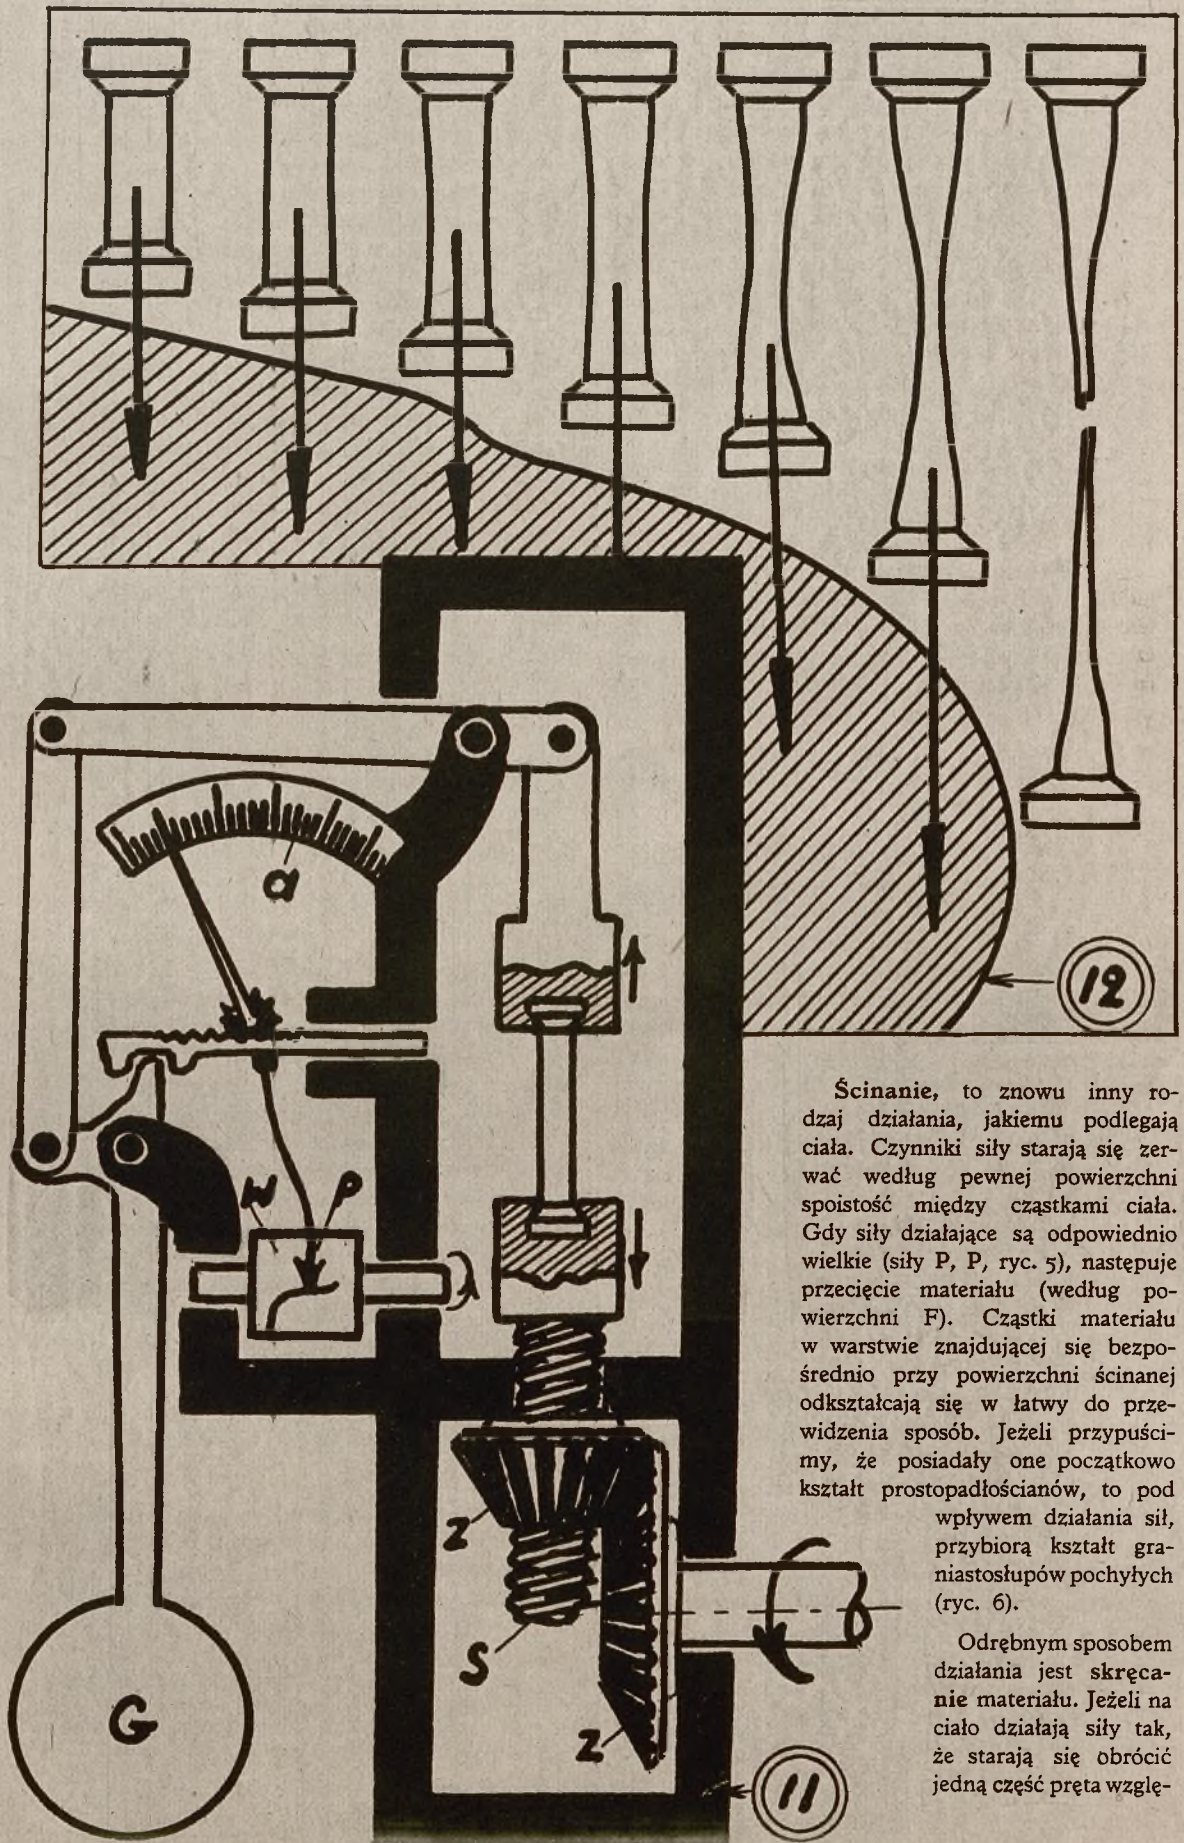 12
a
W P
Z
S
G
Z
11
Ścinanie, to znowu inny ro-
dzaj działania, jakiemu podlegają
ciała. Czynniki siły starają się zer-
wać według pewnej powierzchni
spoistość między cząstkami ciała.
Gdy siły działające są odpowiednio
wielkie (siły P, P, ryc. 5), następuje
przecięcie materiału (według po-
wierzchni F). Cząstki materiału
w warstwie znajdującej się bezpo-
średnio przy powierzchni ścinanej
odkształcają się w łatwy do prze-
widzenia sposób. Jeżeli przypuści-
my, że posiadały one początkowo
kształt prostopadłościanów, to pod
wpływem działania sił,
przybiorą kształt gra-
niastosłupów pochyłych
(ryc. 6).
Odrębnym sposobem
działania jest skręca-
nie materiału. Jeżeli na
ciało działają siły tak,
że starają się obrócić
jedną część pręta wzglę-